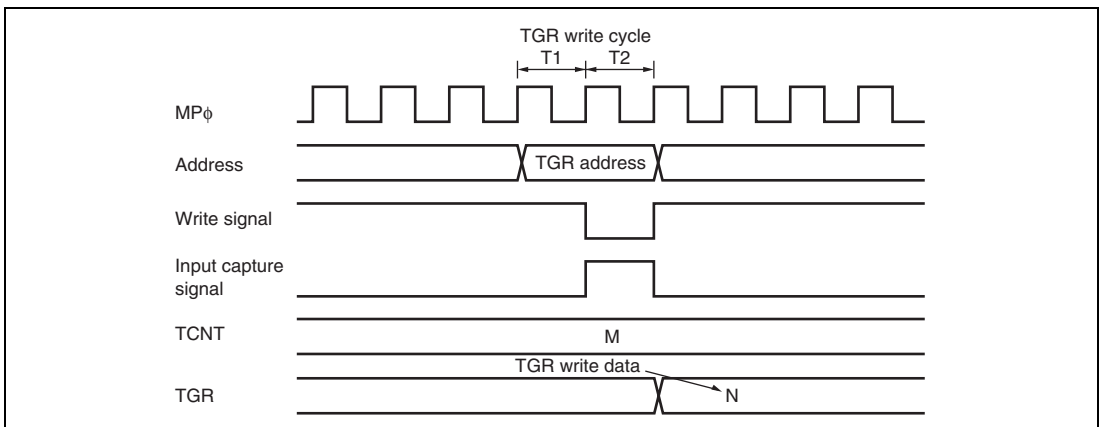 TGR write cycle
T1 T2
MPϕ
Address
TGR address
Write signal
Input capture
signal
TCNT
M
TGR write data
TGR
N